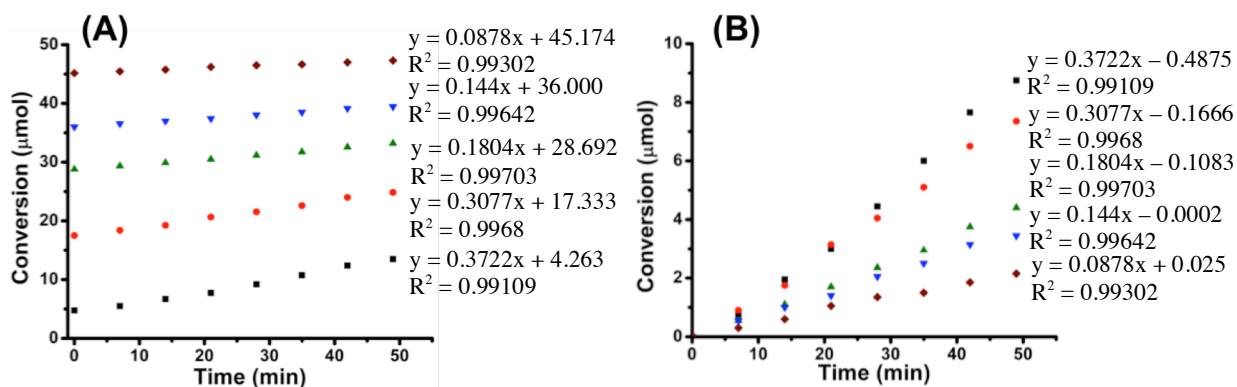 (A)
Conversion (μmol)
50
40
30
20
10
0
0 10 20 30 40 50
Time (min)
y = 0.0878x + 45.174
R² = 0.99302
y = 0.144x + 36.000
R² = 0.99642
y = 0.1804x + 28.692
R² = 0.99703
y = 0.3077x + 17.333
R² = 0.9968
y = 0.3722x + 4.263
R² = 0.99109
(B)
Conversion (μmol)
10
8
6
4
2
0
0 10 20 30 40 50
Time (min)
y = 0.3722x – 0.4875
R² = 0.99109
y = 0.3077x – 0.1666
R² = 0.9968
y = 0.1804x – 0.1083
R² = 0.99703
y = 0.144x – 0.0002
R² = 0.99642
y = 0.0878x + 0.025
R² = 0.99302